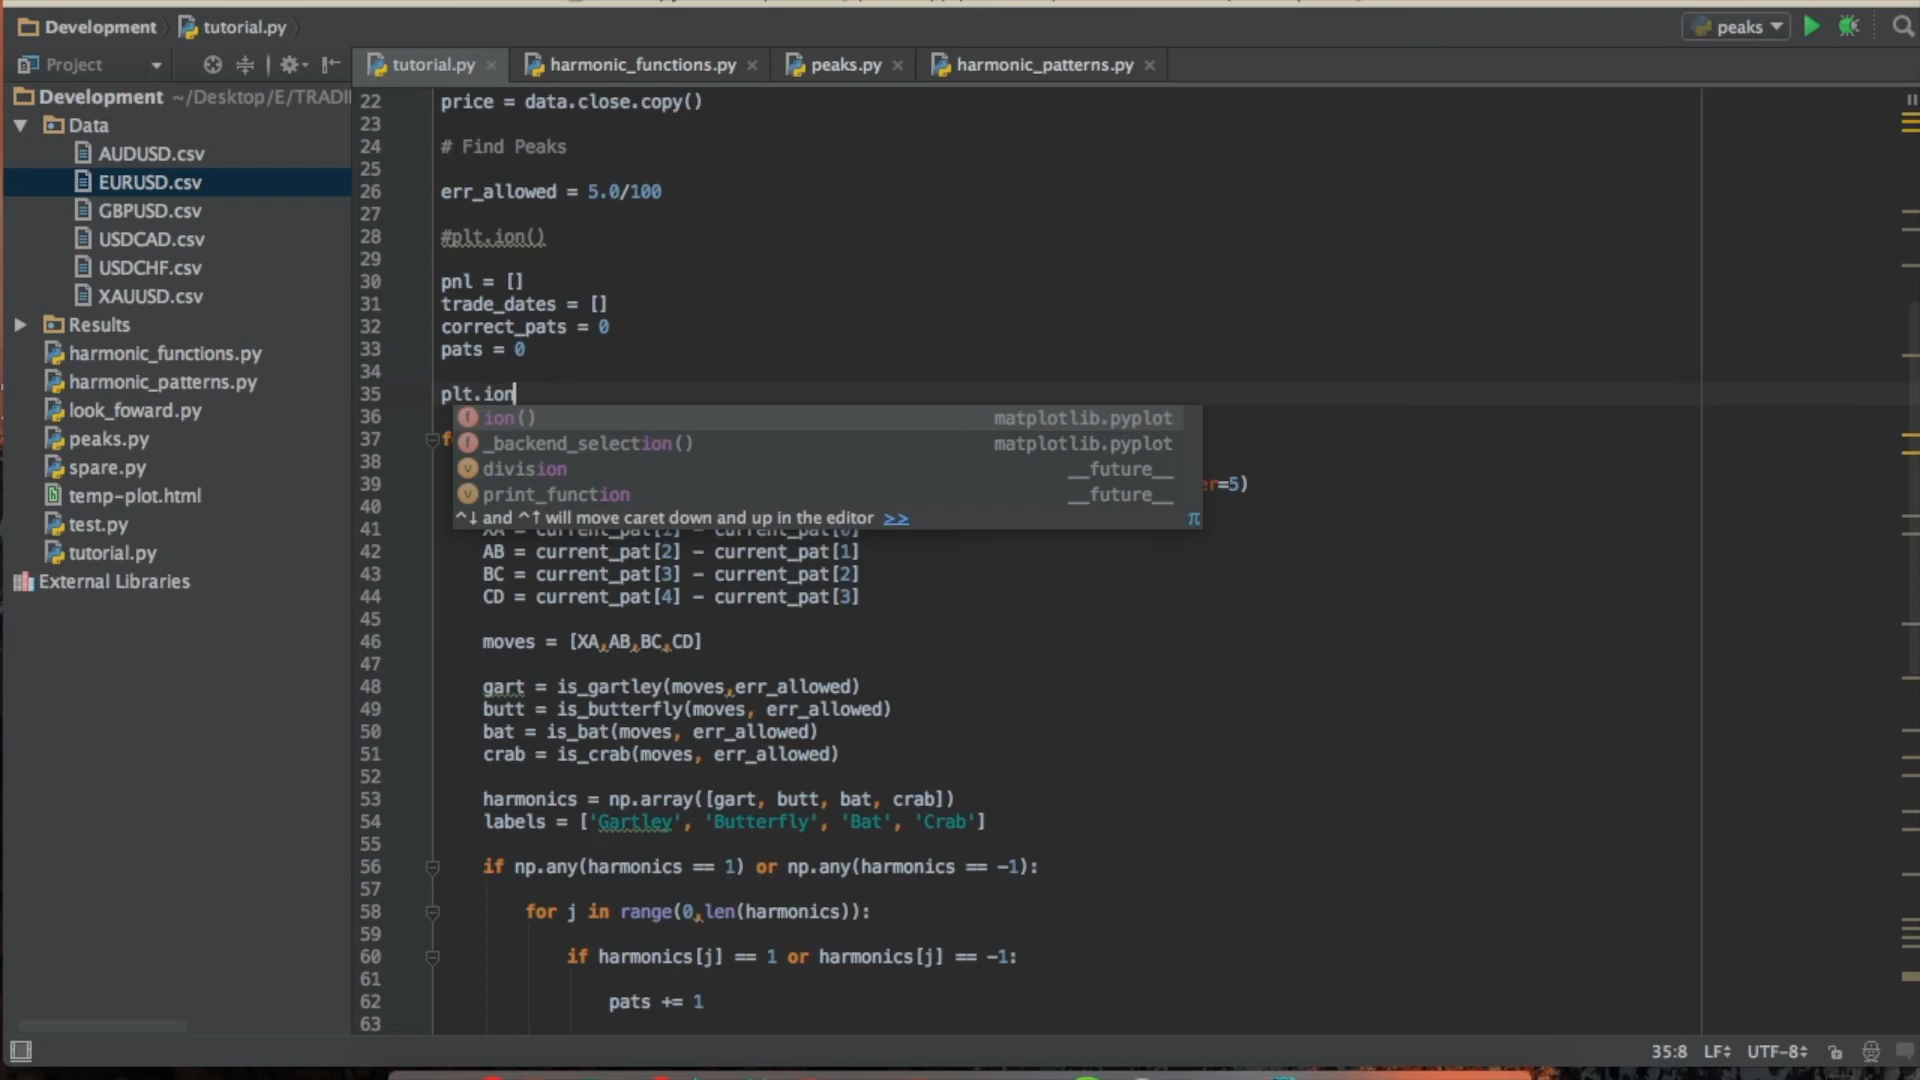 Development tutorial.py peaks
Project tutorial.py harmonic_functions.py peaks.py harmonic_patterns.py
Development ~/Desktop/E/TRADI
Data
AUDUSD.csv
EURUSD.csv
GBPUSD.csv
USDCAD.csv
USDCHF.csv
XAUUSD.csv
Results
harmonic_functions.py
harmonic_patterns.py
look_foward.py
peaks.py
spare.py
temp-plot.html
test.py
tutorial.py
External Libraries
22 price = data.close.copy()
23
24 # Find Peaks
25
26 err_allowed = 5.0/100
27
28 #plt.ion()
29
30 pnl = []
31 trade_dates = []
32 correct_pats = 0
33 pats = 0
34
35 plt.ion
36 ion() matplotlib.pyplot
37 _backend_selection() matplotlib.pyplot
38 division __future__
39 print_function __future__ =5)
40 ^↓ and ^↑ will move caret down and up in the editor >> π
41 XA = current_pat[1] - current_pat[0]
42 AB = current_pat[2] - current_pat[1]
43 BC = current_pat[3] - current_pat[2]
44 CD = current_pat[4] - current_pat[3]
45
46 moves = [XA,AB,BC,CD]
47
48 gart = is_gartley(moves,err_allowed)
49 butt = is_butterfly(moves, err_allowed)
50 bat = is_bat(moves, err_allowed)
51 crab = is_crab(moves, err_allowed)
52
53 harmonics = np.array([gart, butt, bat, crab])
54 labels = ['Gartley', 'Butterfly', 'Bat', 'Crab']
55
56 if np.any(harmonics == 1) or np.any(harmonics == -1):
57
58 for j in range(0,len(harmonics)):
59
60 if harmonics[j] == 1 or harmonics[j] == -1:
61
62 pats += 1
63
35:8 LF UTF-8